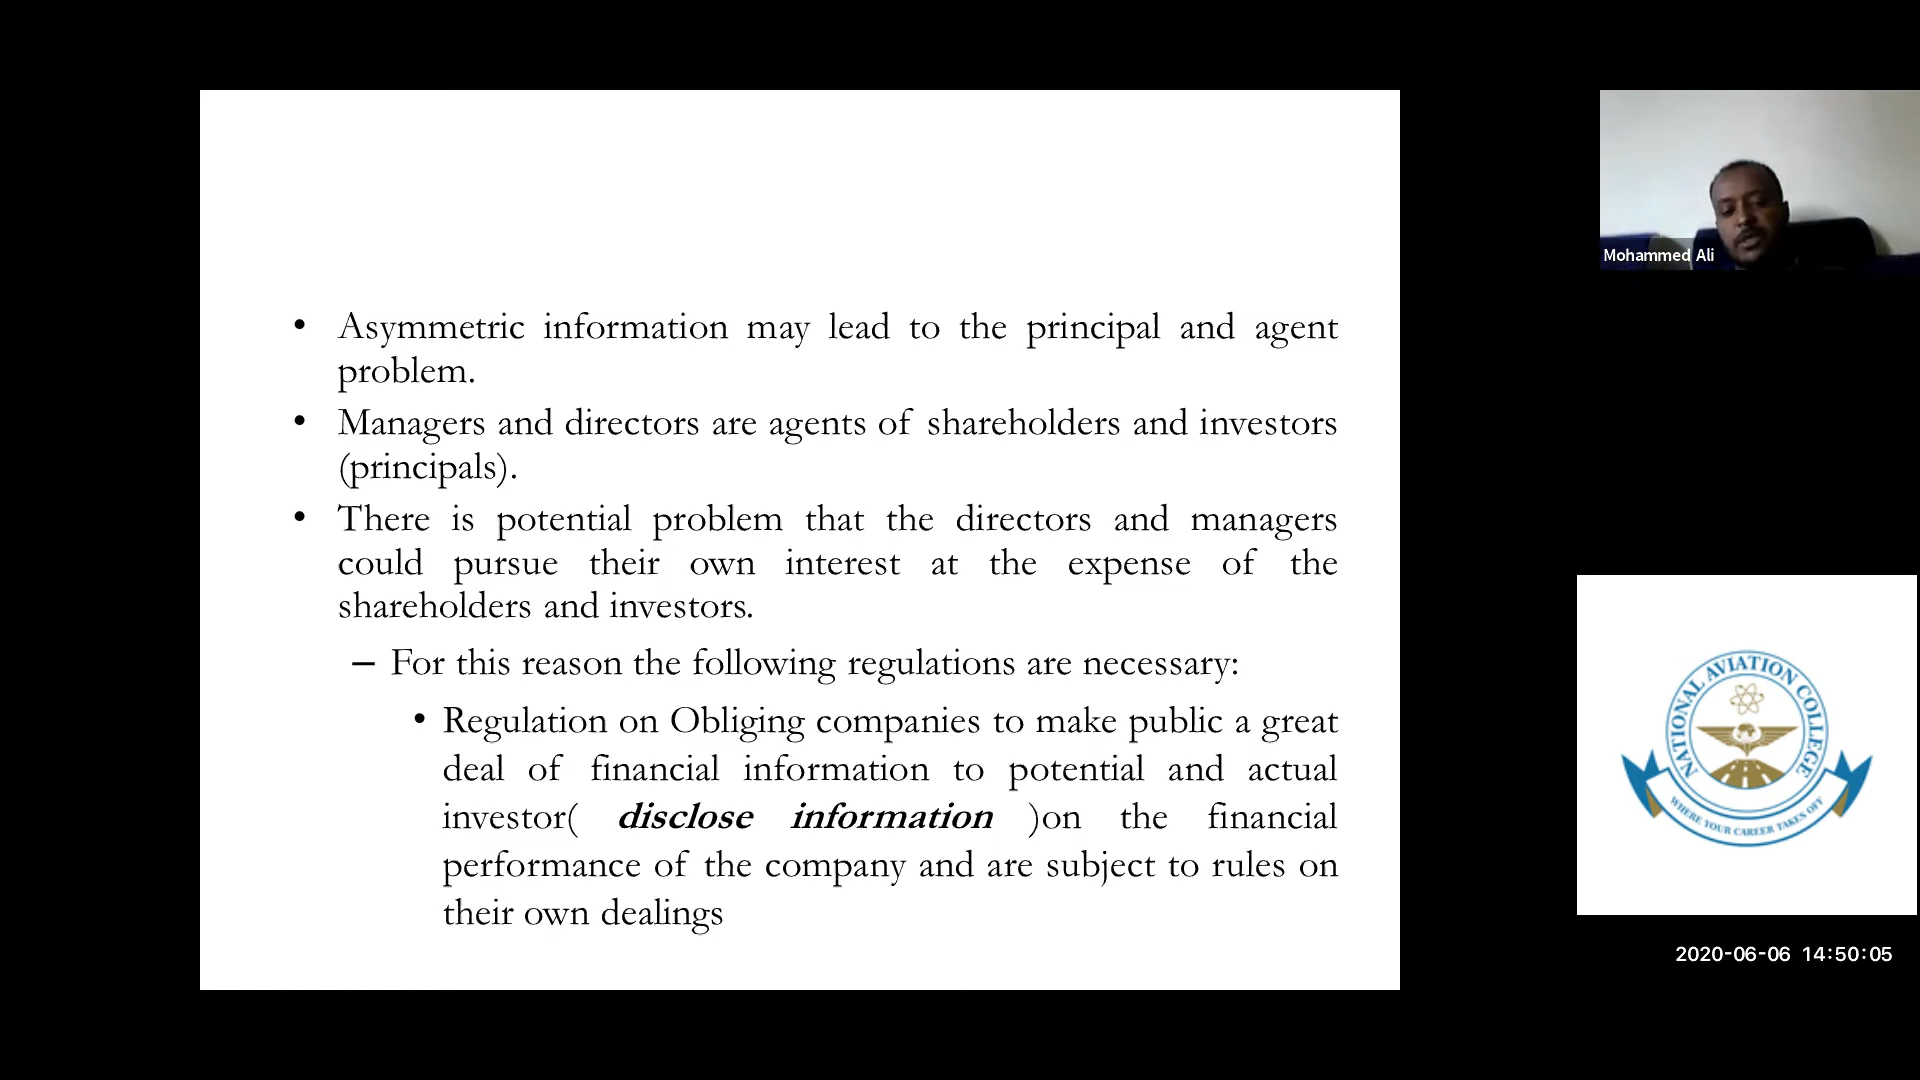 • Asymmetric information may lead to the principal and agent
problem.
• Managers and directors are agents of shareholders and investors
(principals).
• There is potential problem that the directors and managers
could pursue their own interest at the expense of the
shareholders and investors.
– For this reason the following regulations are necessary:
• Regulation on Obliging companies to make public a great
deal of financial information to potential and actual
investor( disclose information )on the financial
performance of the company and are subject to rules on
their own dealings
Mohammed Ali
NATIONAL AVIATION COLLEGE
WHERE YOUR CAREER TAKES OFF
2020-06-06 14:50:05